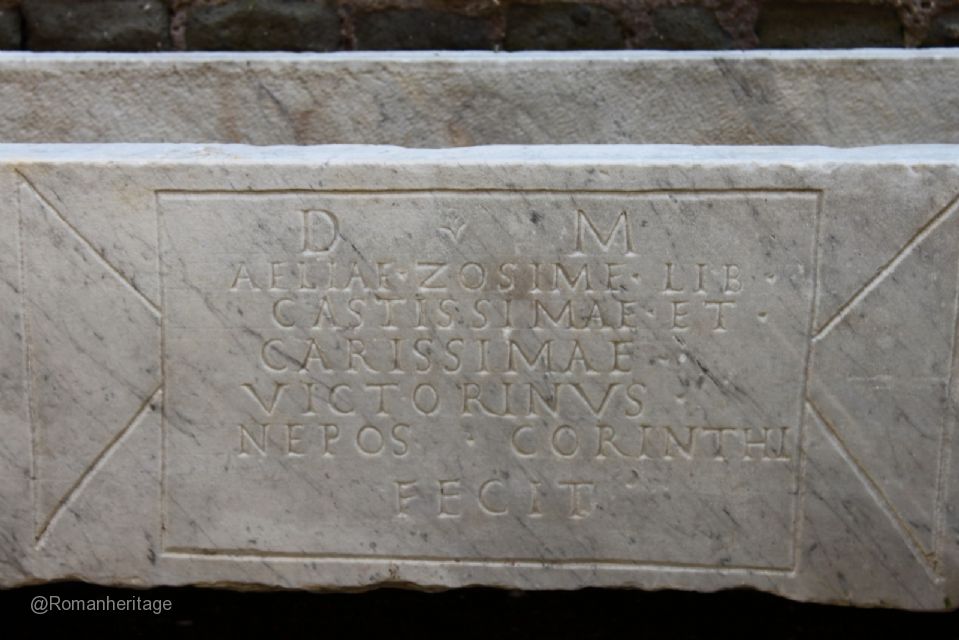 D M
AELIAE · ZOSIME · LIB ·
CASTISSIMAE · ET ·
CARISSIMAE ·
VICTORINVS ·
NEPOS · CORINTHI
FECIT
@Romanheritage